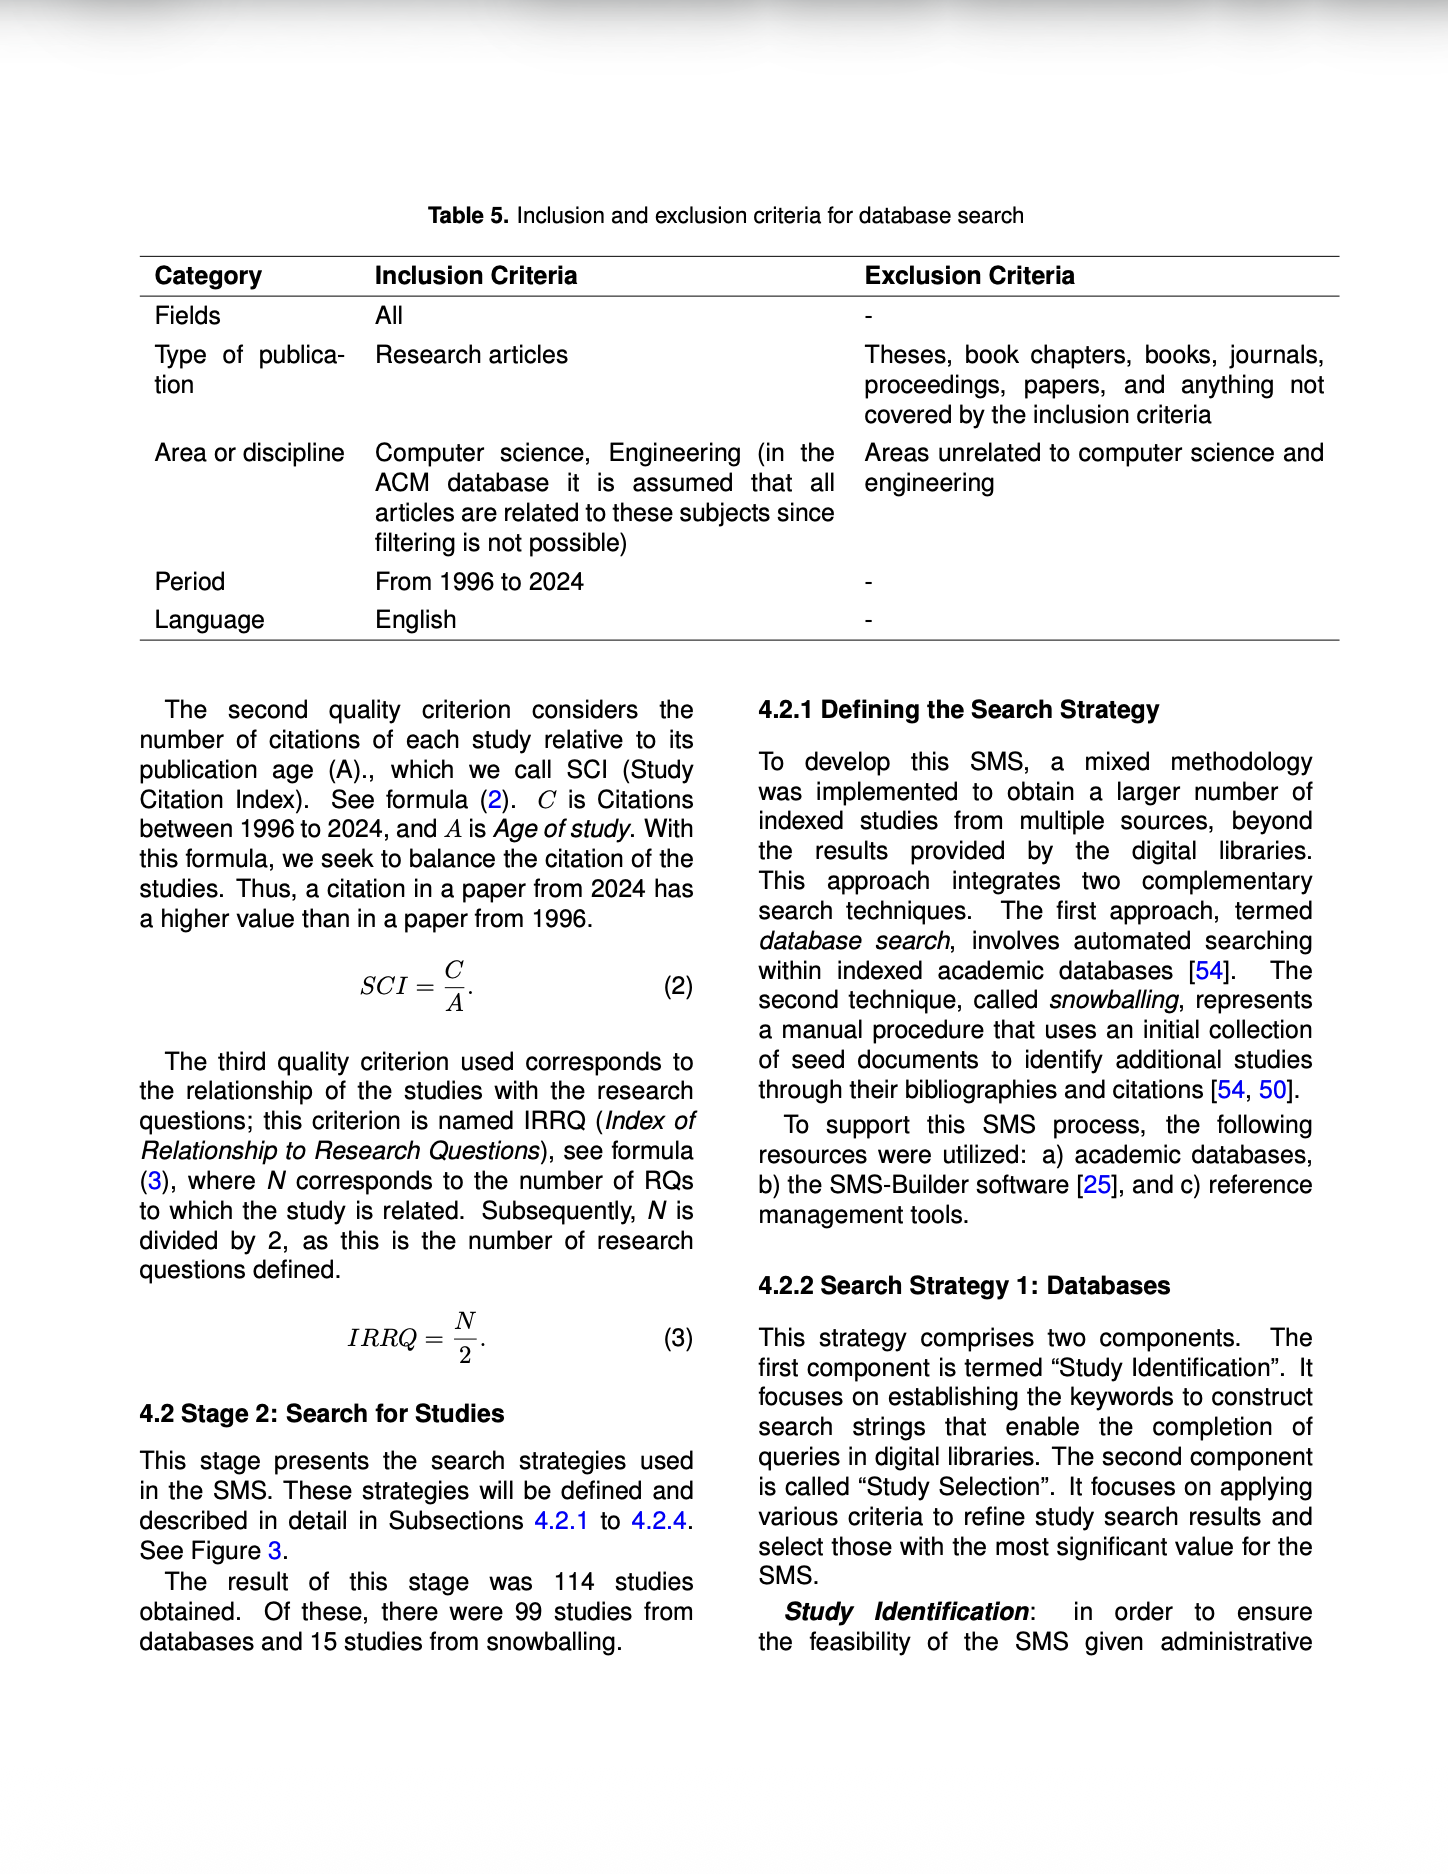 Table 5. Inclusion and exclusion criteria for database search
Category Inclusion Criteria Exclusion Criteria
Fields All -
Type of publica- Research articles Theses, book chapters, books, journals,
tion proceedings, papers, and anything not
covered by the inclusion criteria
Area or discipline Computer science, Engineering (in the Areas unrelated to computer science and
ACM database it is assumed that all engineering
articles are related to these subjects since
filtering is not possible)
Period From 1996 to 2024 -
Language English -
The second quality criterion considers the
number of citations of each study relative to its
publication age (A)., which we call SCI (Study
Citation Index). See formula (2). C is Citations
between 1996 to 2024, and A is Age of study. With
this formula, we seek to balance the citation of the
studies. Thus, a citation in a paper from 2024 has
a higher value than in a paper from 1996.
SCI = C/A. (2)
The third quality criterion used corresponds to
the relationship of the studies with the research
questions; this criterion is named IRRQ (Index of
Relationship to Research Questions), see formula
(3), where N corresponds to the number of RQs
to which the study is related. Subsequently, N is
divided by 2, as this is the number of research
questions defined.
IRRQ = N/2. (3)
4.2 Stage 2: Search for Studies
This stage presents the search strategies used
in the SMS. These strategies will be defined and
described in detail in Subsections 4.2.1 to 4.2.4.
See Figure 3.
The result of this stage was 114 studies
obtained. Of these, there were 99 studies from
databases and 15 studies from snowballing.
4.2.1 Defining the Search Strategy
To develop this SMS, a mixed methodology
was implemented to obtain a larger number of
indexed studies from multiple sources, beyond
the results provided by the digital libraries.
This approach integrates two complementary
search techniques. The first approach, termed
database search, involves automated searching
within indexed academic databases [54]. The
second technique, called snowballing, represents
a manual procedure that uses an initial collection
of seed documents to identify additional studies
through their bibliographies and citations [54, 50].
To support this SMS process, the following
resources were utilized: a) academic databases,
b) the SMS-Builder software [25], and c) reference
management tools.
4.2.2 Search Strategy 1: Databases
This strategy comprises two components. The
first component is termed “Study Identification”. It
focuses on establishing the keywords to construct
search strings that enable the completion of
queries in digital libraries. The second component
is called “Study Selection”. It focuses on applying
various criteria to refine study search results and
select those with the most significant value for the
SMS.
Study Identification: in order to ensure
the feasibility of the SMS given administrative